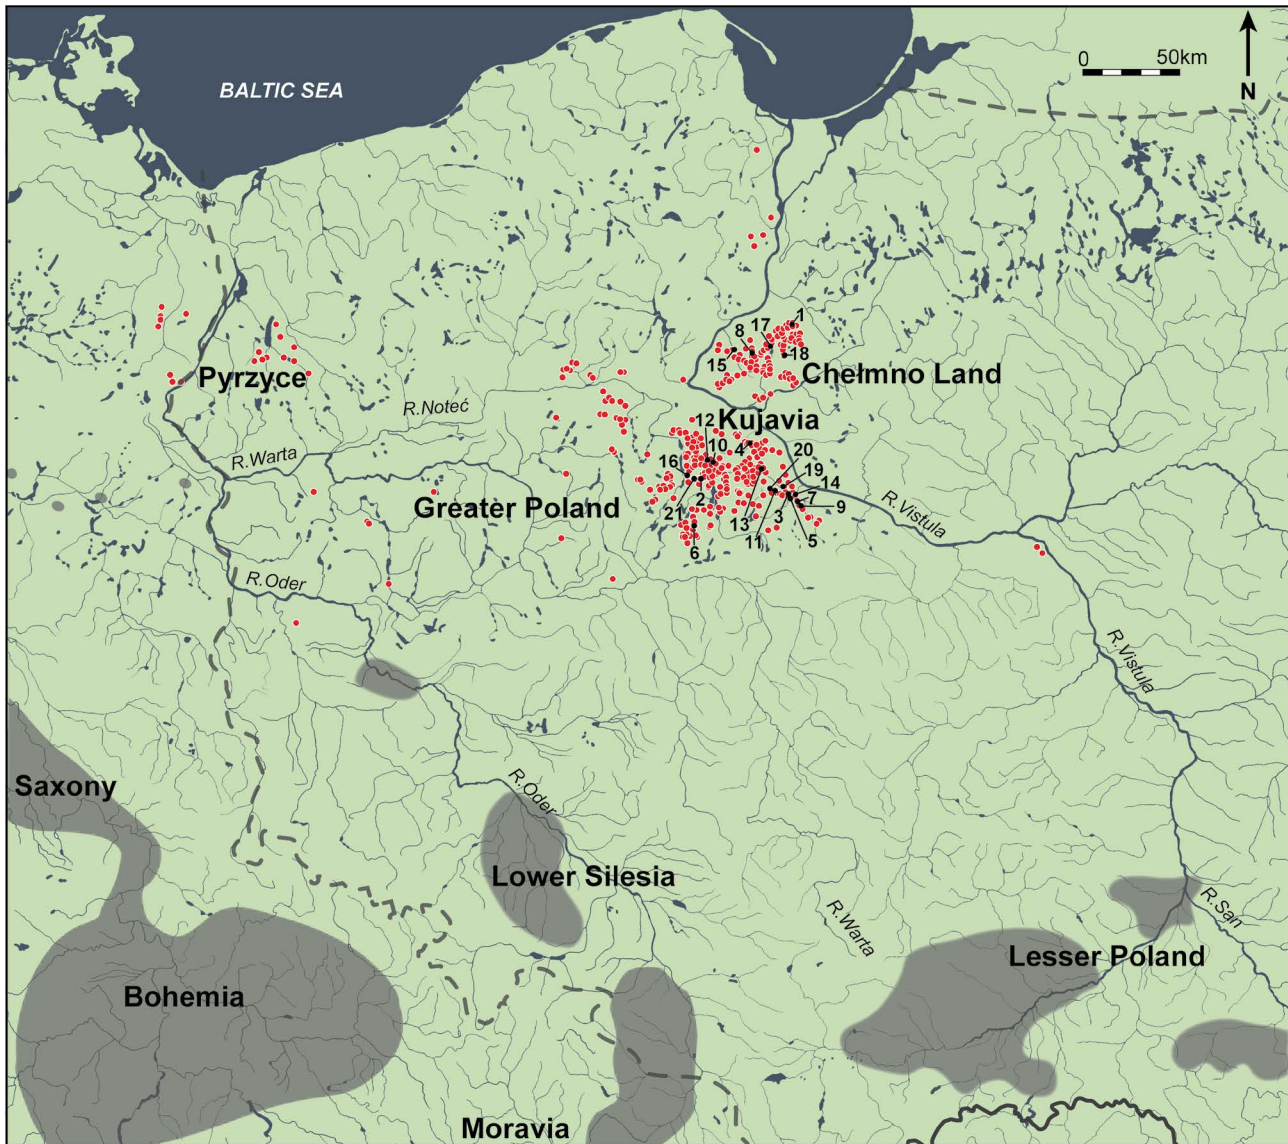 0 50km
N
BALTIC SEA
1
17
8
15
18
Chełmno Land
Pyrzyce
R.Noteć
Kujavia
12
4
10
20
R.Warta
16
19
14
Greater Poland
2
7
21
13
3
9
R.Vistula
11
5
6
R.Oder
R.Vistula
Saxony
R.Oder
Lower Silesia
R.San
R.Warta
Lesser Poland
Bohemia
Moravia